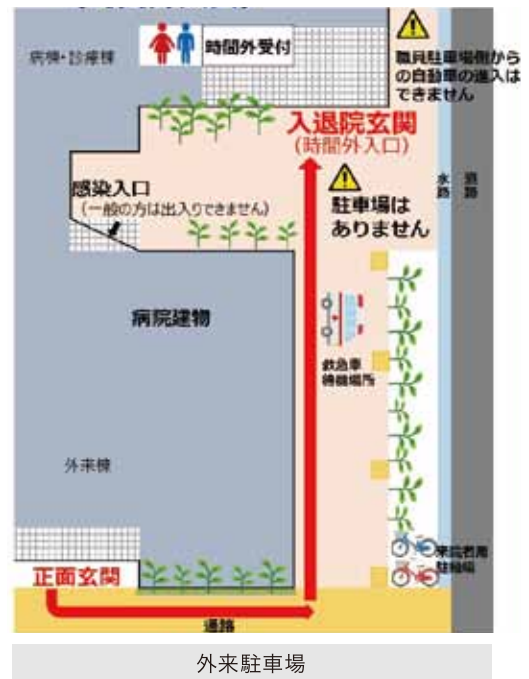 病棟・診療棟
時間外受付
職員駐車場側から
の自動車の進入は
できません
入退院玄関
(時間外入口)
感染入口
(一般の方は出入りできません)
駐車場は
ありません
水路
道路
病院建物
救急車
待機場所
外来棟
来院者用
駐輪場
正面玄関
通路
外来駐車場